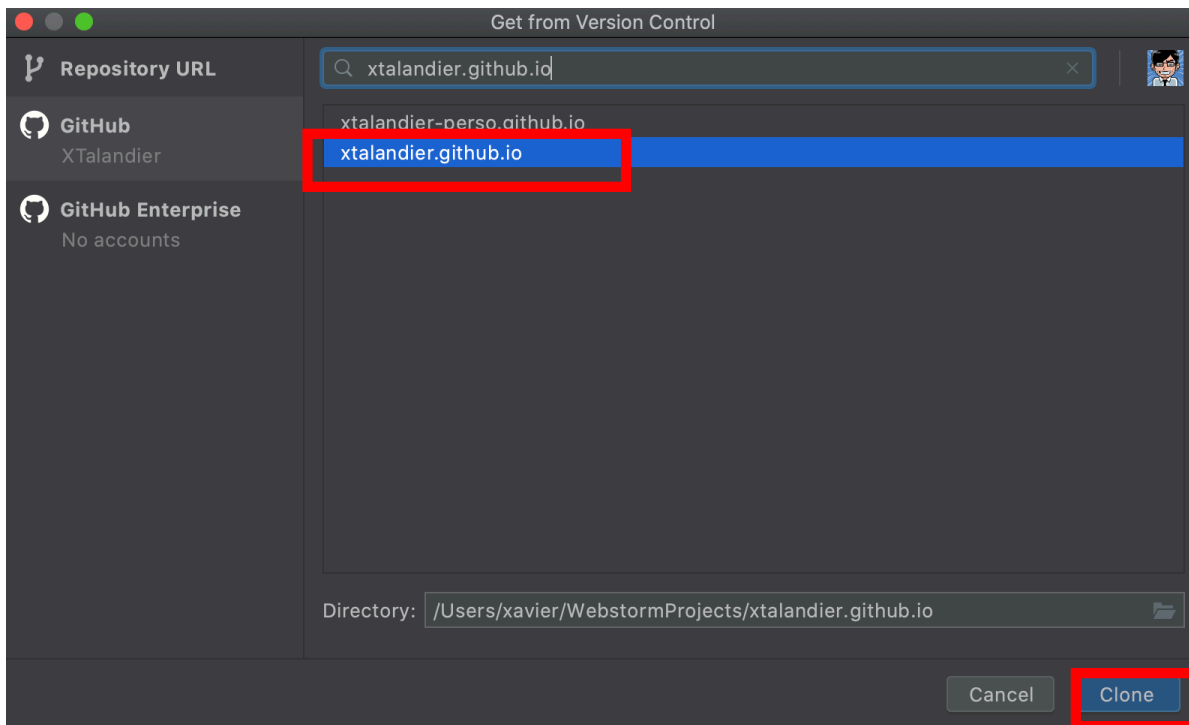 Get from Version Control
Repository URL
GitHub
XTalandier
GitHub Enterprise
No accounts
xtalandier.github.io
xtalandier-perso.github.io
xtalandier.github.io
Directory: /Users/xavier/WebstormProjects/xtalandier.github.io
Cancel Clone